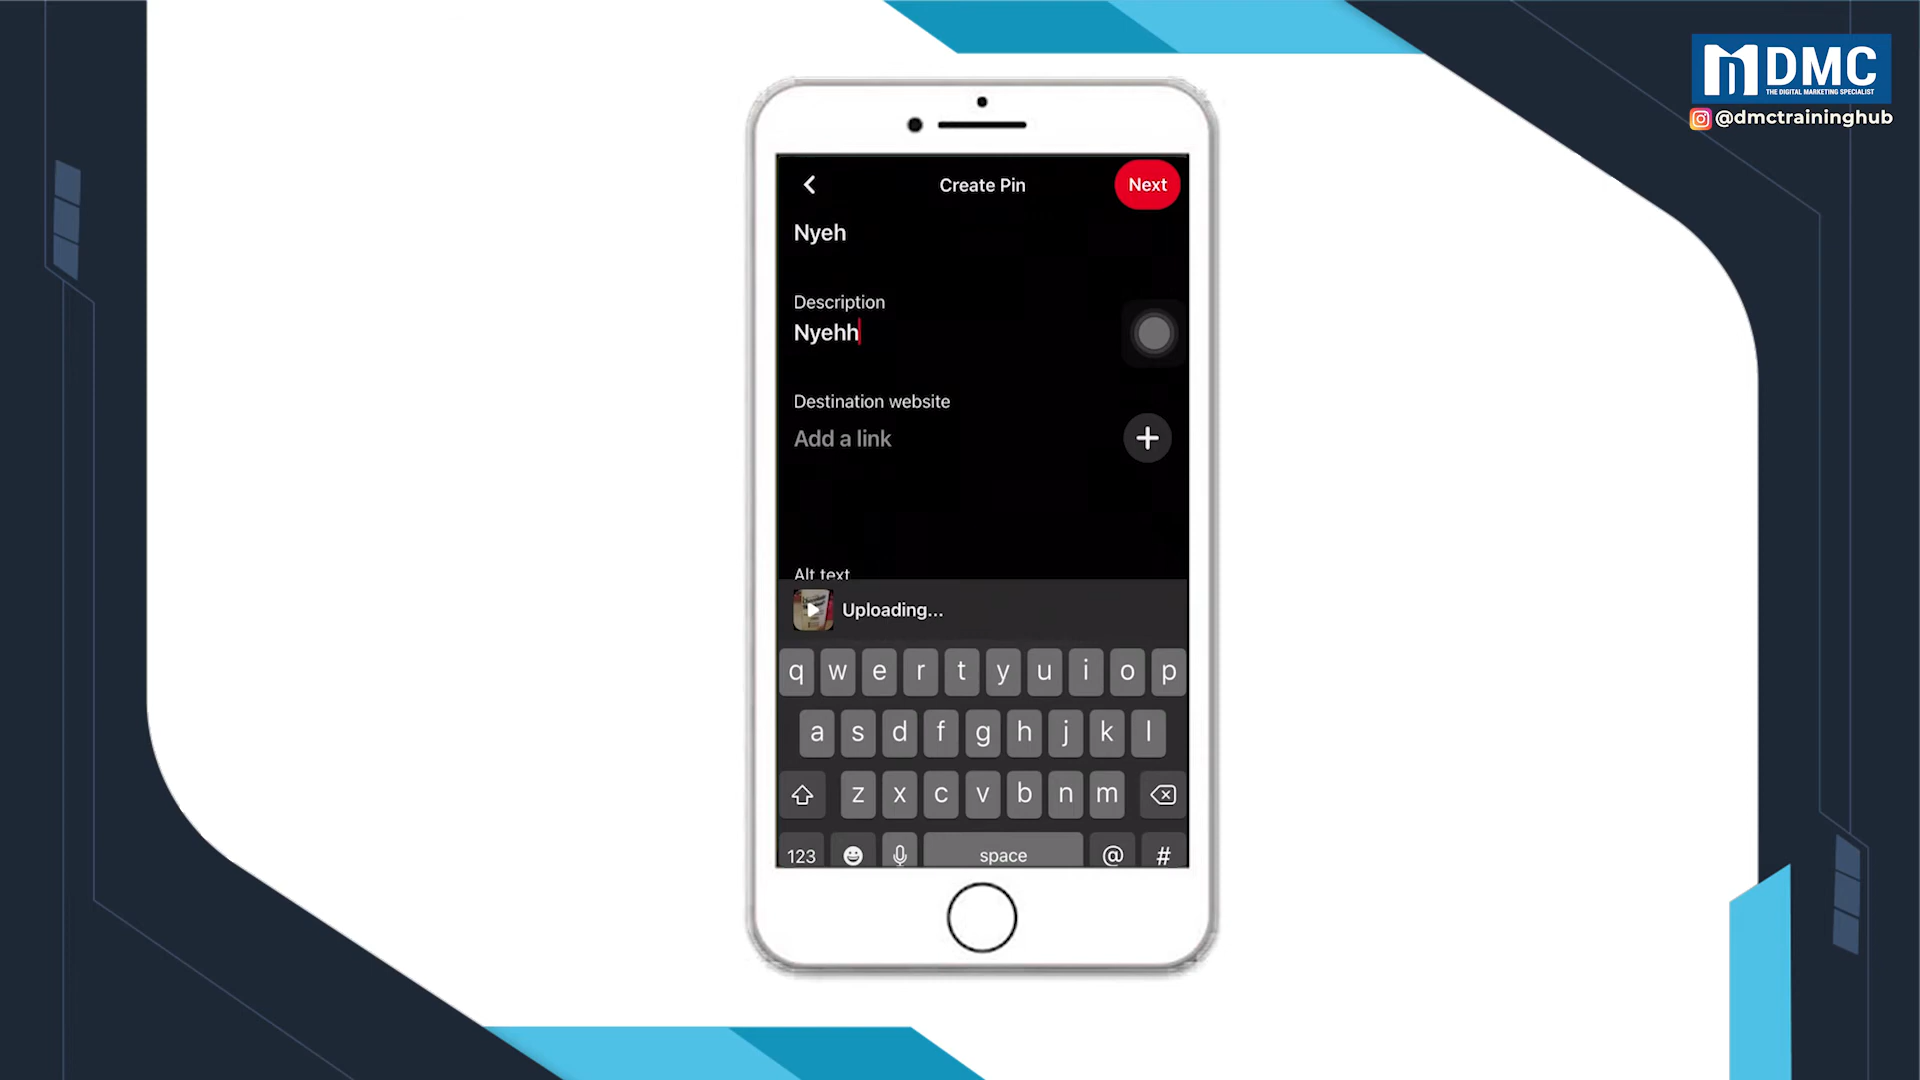 DMC
THE DIGITAL MARKETING SPECIALIST
@dmctraininghub
Create Pin
Next
Nyeh
Description
Nyehh
Destination website
Add a link
Alt text
Uploading...
q w e r t y u i o p
a s d f g h j k l
z x c v b n m
123 space @ #